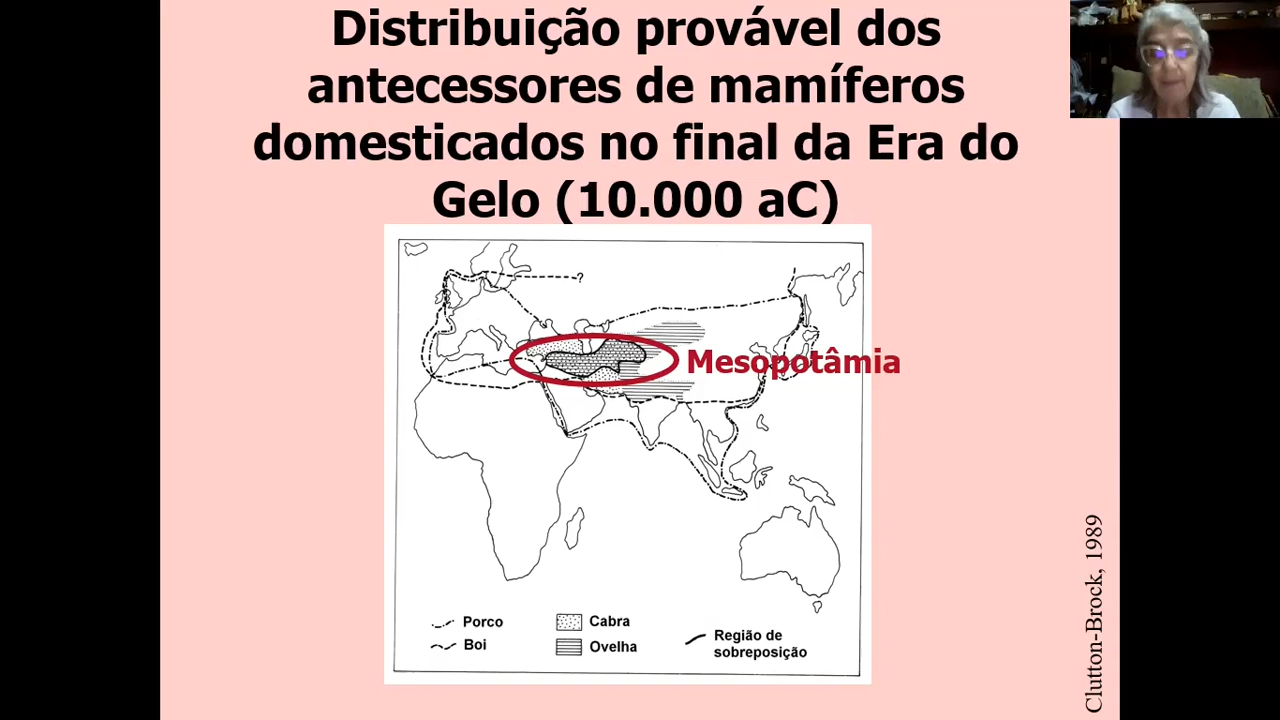 Distribuição provável dos
antecessores de mamíferos
domesticados no final da Era do
Gelo (10.000 aC)
?
Mesopotâmia
Porco
Boi
Cabra
Ovelha
Região de
sobreposição
Clutton-Brock, 1989